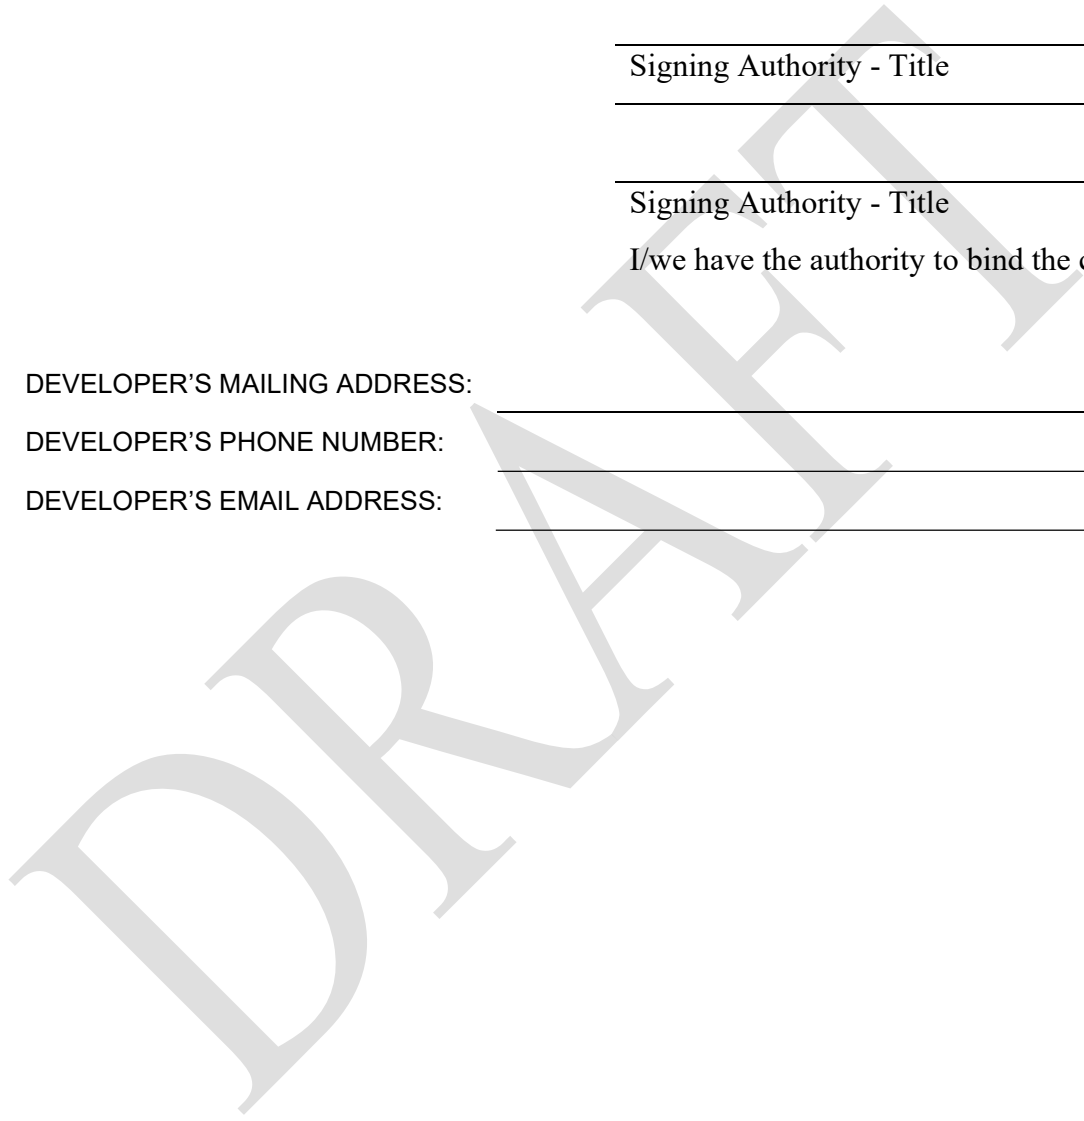 Signing Authority - Title
Signing Authority - Title
I/we have the authority to bind the
DEVELOPER’S MAILING ADDRESS:
DEVELOPER’S PHONE NUMBER:
DEVELOPER’S EMAIL ADDRESS:
DRAFT